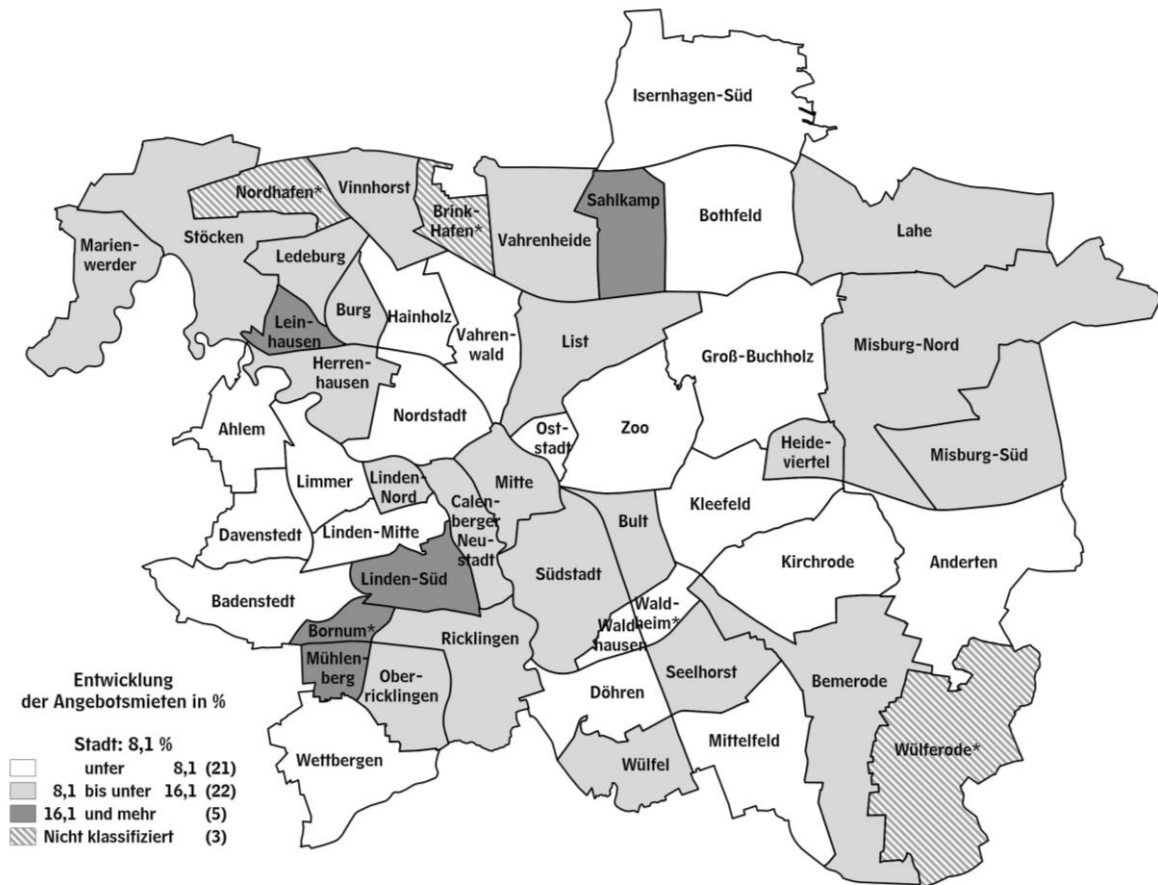 Isernhagen-Süd
Nordhafen*
Vinnhorst
Brink-
Hafen*
Sahlkamp
Bothfeld
Vahrenheide
Lahe
Marien-
werder
Stöcken
Ledeburg
Lein-
hausen
Burg
Hainholz
Vahren-
wald
List
Groß-Buchholz
Misburg-Nord
Herren-
hausen
Nordstadt
Ahlem
Ost-
stadt
Zoo
Heide-
viertel
Misburg-Süd
Limmer
Linden-
Nord
Calen-
berger
Neu-
stadt
Mitte
Kleefeld
Davenstedt
Linden-Mitte
Bult
Kirchrode
Anderten
Linden-Süd
Südstadt
Badenstedt
Wald-
heim*
Wald-
hausen
Bornum*
Ricklingen
Mühlen-
berg
Ober-
ricklingen
Seelhorst
Bemerode
Döhren
Mittelfeld
Wülferode*
Wettbergen
Wülfel
Entwicklung
der Angebotsmieten in %
Stadt: 8,1 %
unter 8,1 (21)
8,1 bis unter 16,1 (22)
16,1 und mehr (5)
Nicht klassifiziert (3)